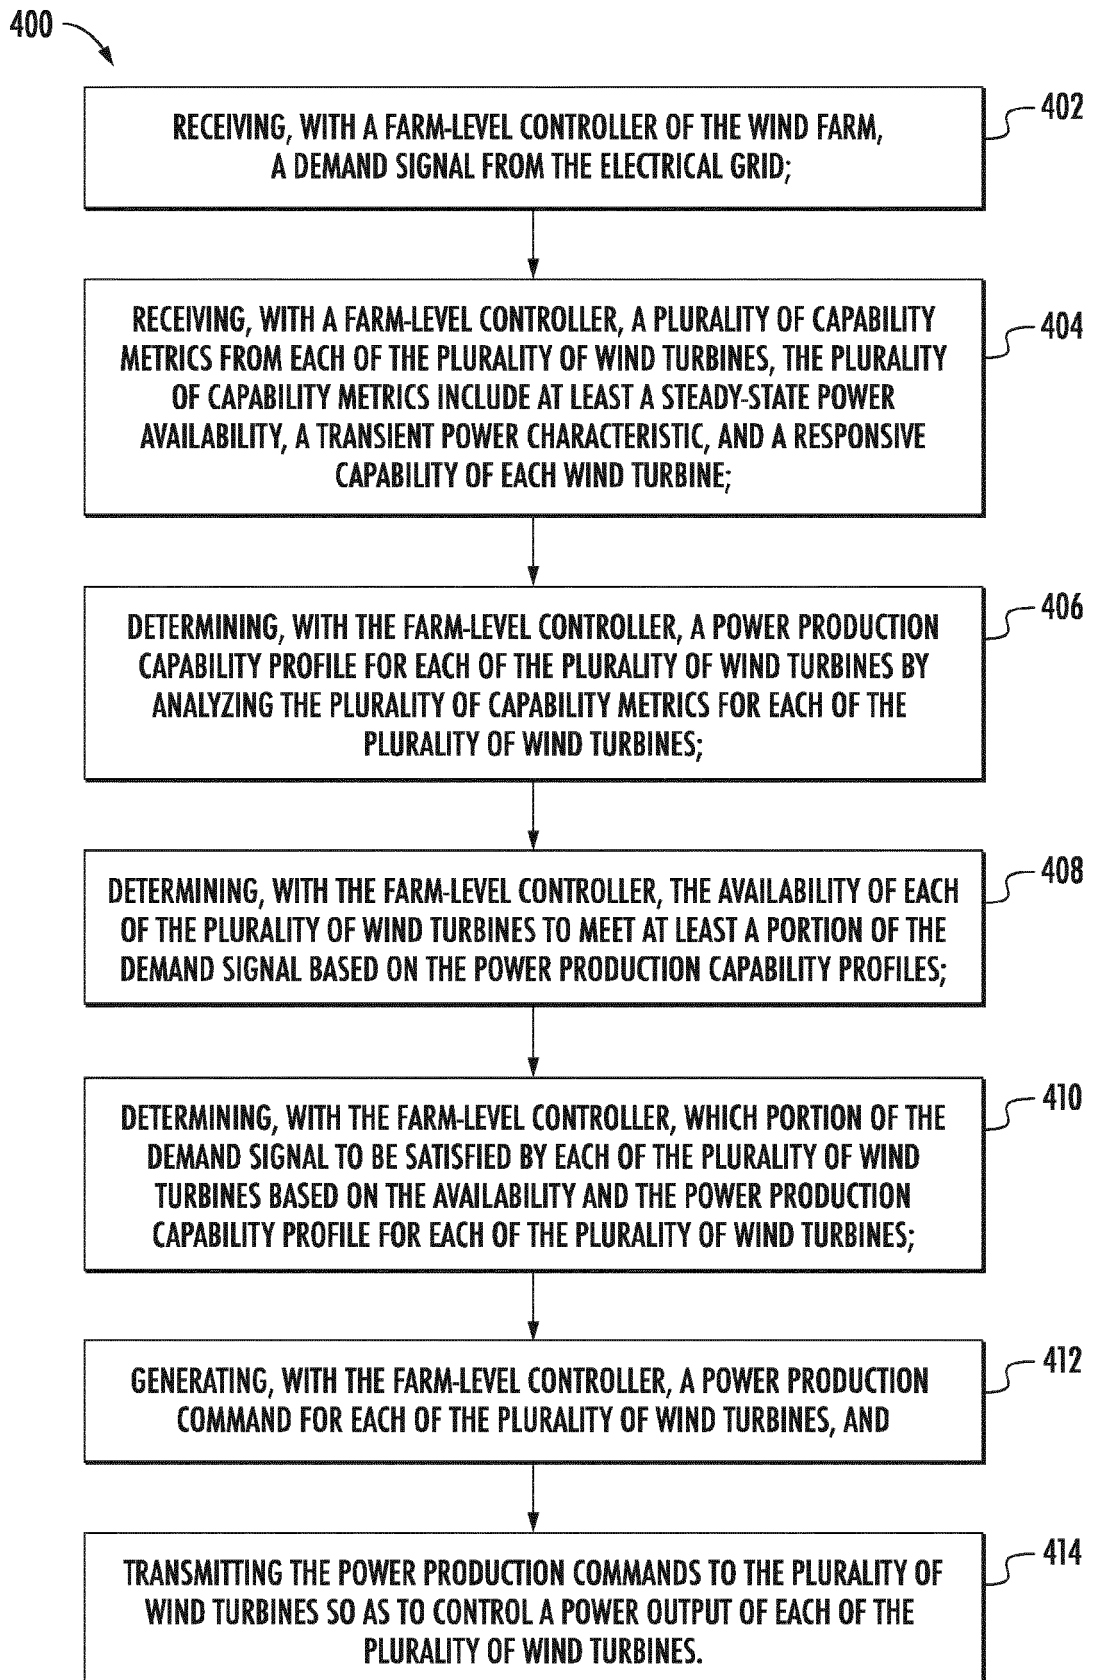 400
RECEIVING, WITH A FARM-LEVEL CONTROLLER OF THE WIND FARM,
A DEMAND SIGNAL FROM THE ELECTRICAL GRID;
402
RECEIVING, WITH A FARM-LEVEL CONTROLLER, A PLURALITY OF CAPABILITY
METRICS FROM EACH OF THE PLURALITY OF WIND TURBINES, THE PLURALITY
OF CAPABILITY METRICS INCLUDE AT LEAST A STEADY-STATE POWER
AVAILABILITY, A TRANSIENT POWER CHARACTERISTIC, AND A RESPONSIVE
CAPABILITY OF EACH WIND TURBINE;
404
DETERMINING, WITH THE FARM-LEVEL CONTROLLER, A POWER PRODUCTION
CAPABILITY PROFILE FOR EACH OF THE PLURALITY OF WIND TURBINES BY
ANALYZING THE PLURALITY OF CAPABILITY METRICS FOR EACH OF THE
PLURALITY OF WIND TURBINES;
406
DETERMINING, WITH THE FARM-LEVEL CONTROLLER, THE AVAILABILITY OF EACH
OF THE PLURALITY OF WIND TURBINES TO MEET AT LEAST A PORTION OF THE
DEMAND SIGNAL BASED ON THE POWER PRODUCTION CAPABILITY PROFILES;
408
DETERMINING, WITH THE FARM-LEVEL CONTROLLER, WHICH PORTION OF THE
DEMAND SIGNAL TO BE SATISFIED BY EACH OF THE PLURALITY OF WIND
TURBINES BASED ON THE AVAILABILITY AND THE POWER PRODUCTION
CAPABILITY PROFILE FOR EACH OF THE PLURALITY OF WIND TURBINES;
410
GENERATING, WITH THE FARM-LEVEL CONTROLLER, A POWER PRODUCTION
COMMAND FOR EACH OF THE PLURALITY OF WIND TURBINES, AND
412
TRANSMITTING THE POWER PRODUCTION COMMANDS TO THE PLURALITY OF
WIND TURBINES SO AS TO CONTROL A POWER OUTPUT OF EACH OF THE
PLURALITY OF WIND TURBINES.
414